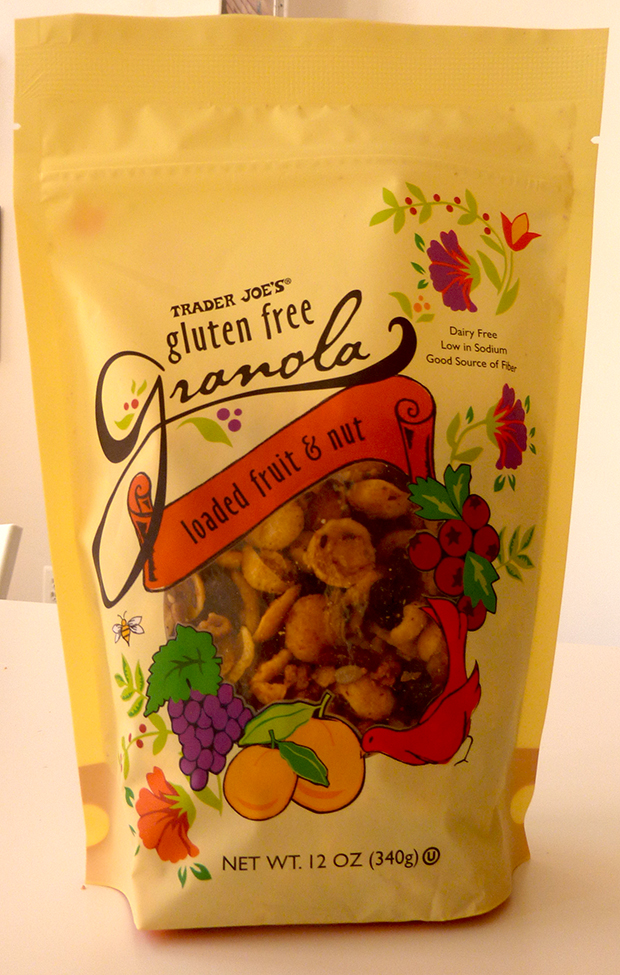 TRADER JOE'S®
gluten free
Granola
loaded fruit & nut
Dairy Free
Low in Sodium
Good Source of Fiber
NET WT. 12 OZ (340g) Ⓤ